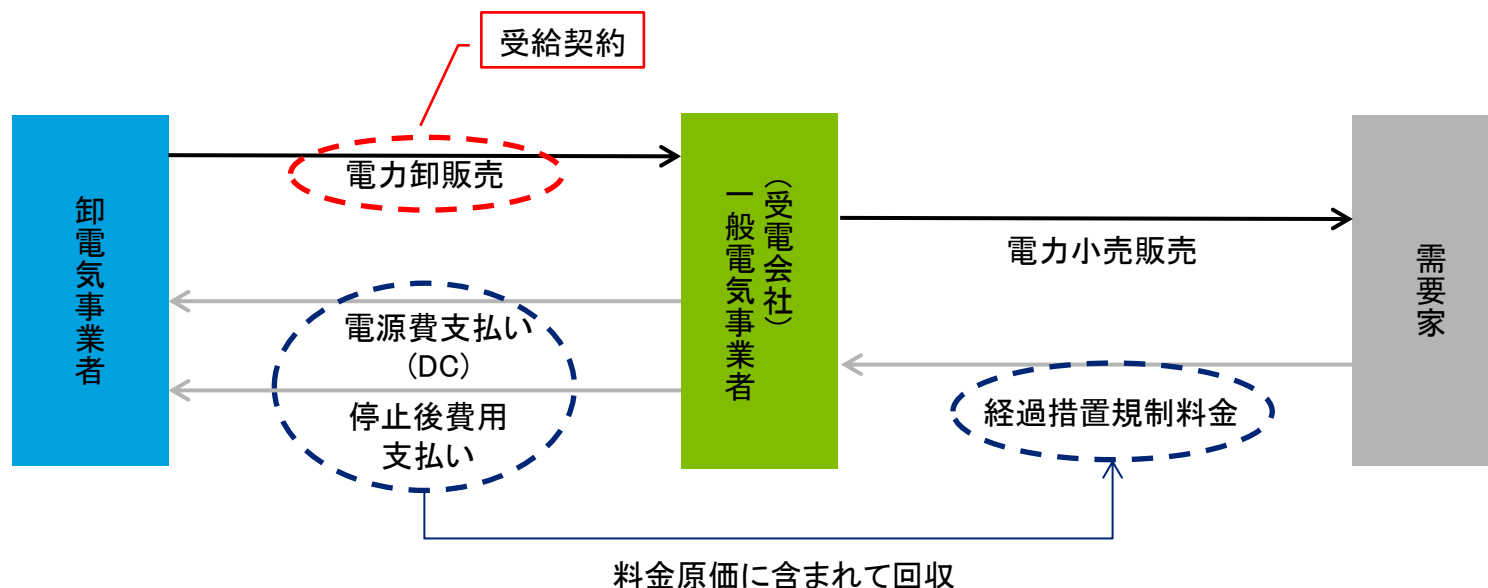 受給契約
卸電気事業者
電力卸販売
電源費支払い
(DC)
停止後費用
支払い
(受電会社)
一般電気事業者
電力小売販売
経過措置規制料金
需要家
料金原価に含まれて回収